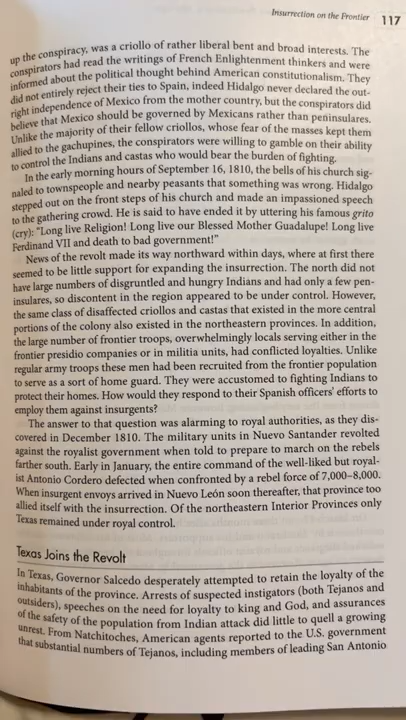 Insurrection on the Frontier 117
up the conspiracy, was a criollo of rather liberal bent and broad interests. The
conspirators had read the writings of French Enlightenment thinkers and were
informed about the political thought behind American constitutionalism. They
did not entirely reject their ties to Spain, indeed Hidalgo never declared the out-
right independence of Mexico from the mother country, but the conspirators did
believe that Mexico should be governed by Mexicans rather than peninsulares.
Unlike the majority of their fellow criollos, whose fear of the masses kept them
allied to the gachupines, the conspirators were willing to gamble on their ability
to control the Indians and castas who would bear the burden of fighting.
In the early morning hours of September 16, 1810, the bells of his church sig-
naled to townspeople and nearby peasants that something was wrong. Hidalgo
stepped out on the front steps of his church and made an impassioned speech
to the gathering crowd. He is said to have ended it by uttering his famous grito
(cry): "Long live Religion! Long live our Blessed Mother Guadalupe! Long live
Ferdinand VII and death to bad government!"
News of the revolt made its way northward within days, where at first there
seemed to be little support for expanding the insurrection. The north did not
have large numbers of disgruntled and hungry Indians and had only a few pen-
insulares, so discontent in the region appeared to be under control. However,
the same class of disaffected criollos and castas that existed in the more central
portions of the colony also existed in the northeastern provinces. In addition,
the large number of frontier troops, overwhelmingly locals serving either in the
frontier presidio companies or in militia units, had conflicted loyalties. Unlike
regular army troops these men had been recruited from the frontier population
to serve as a sort of home guard. They were accustomed to fighting Indians to
protect their homes. How would they respond to their Spanish officers' efforts to
employ them against insurgents?
The answer to that question was alarming to royal authorities, as they dis-
covered in December 1810. The military units in Nuevo Santander revolted
against the royalist government when told to prepare to march on the rebels
farther south. Early in January, the entire command of the well-liked but royal-
ist Antonio Cordero defected when confronted by a rebel force of 7,000–8,000.
When insurgent envoys arrived in Nuevo León soon thereafter, that province too
allied itself with the insurrection. Of the northeastern Interior Provinces only
Texas remained under royal control.
Texas Joins the Revolt
In Texas, Governor Salcedo desperately attempted to retain the loyalty of the
inhabitants of the province. Arrests of suspected instigators (both Tejanos and
outsiders), speeches on the need for loyalty to king and God, and assurances
of the safety of the population from Indian attack did little to quell a growing
unrest. From Natchitoches, American agents reported to the U.S. government
that substantial numbers of Tejanos, including members of leading San Antonio